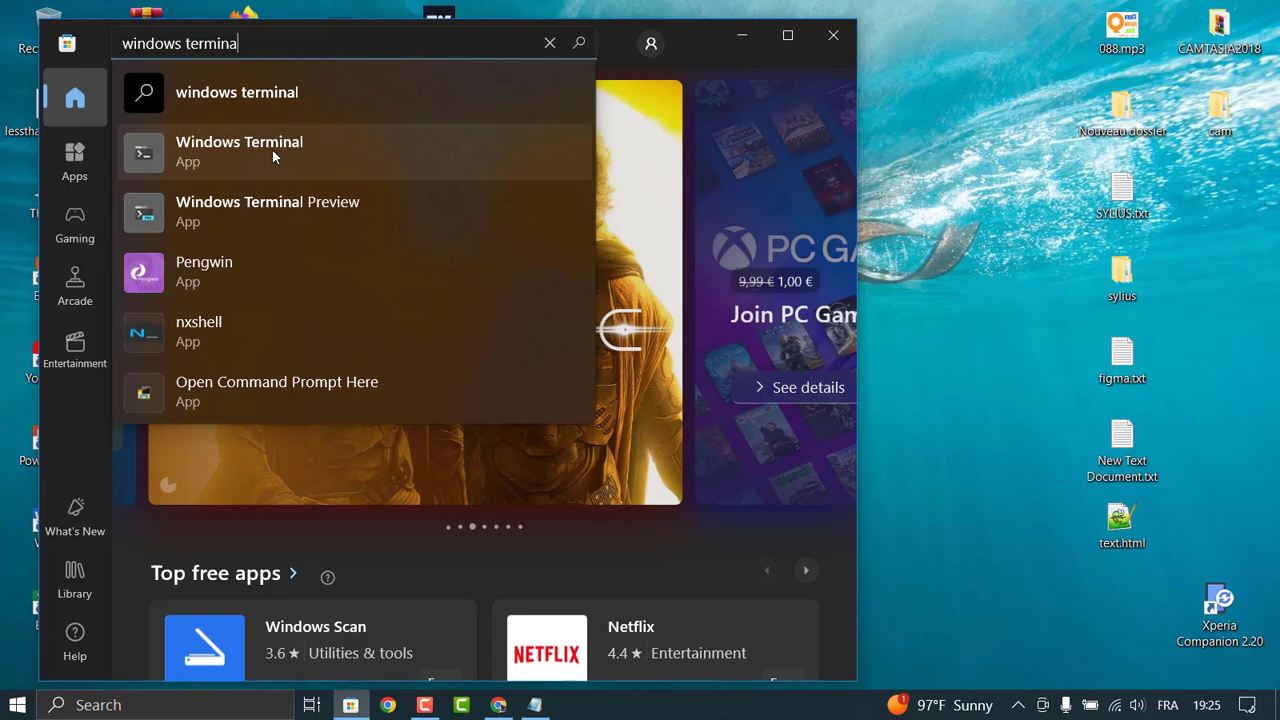 windows termina
windows terminal
Windows Terminal
App
Windows Terminal Preview
App
Pengwin
App
nxshell
App
Open Command Prompt Here
App
Apps
Gaming
Arcade
Entertainment
What's New
Library
Help
PC GA
9,99 € 1,00 €
Join PC Gam
See details
Top free apps
Windows Scan
3.6 ★ Utilities & tools
Netflix
4.4 ★ Entertainment
NETFLIX
088.mp3
CAMTASIA2018
Nouveau dossier
cam
SYLIUS.txt
sylius
figma.txt
New Text
Document.txt
text.html
Xperia
Companion 2.20
Search
1
97°F Sunny
FRA
19:25